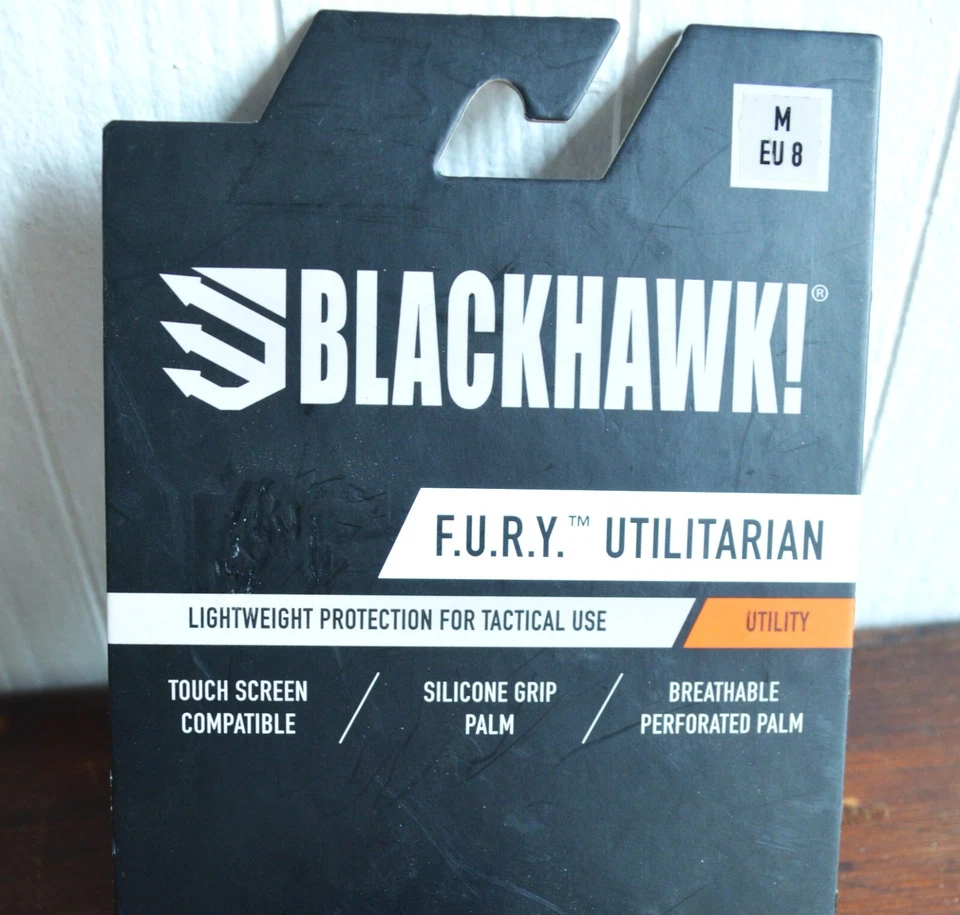 M
EU 8
BLACKHAWK!®
F.U.R.Y.™ UTILITARIAN
LIGHTWEIGHT PROTECTION FOR TACTICAL USE
UTILITY
TOUCH SCREEN
COMPATIBLE
SILICONE GRIP
PALM
BREATHABLE
PERFORATED PALM